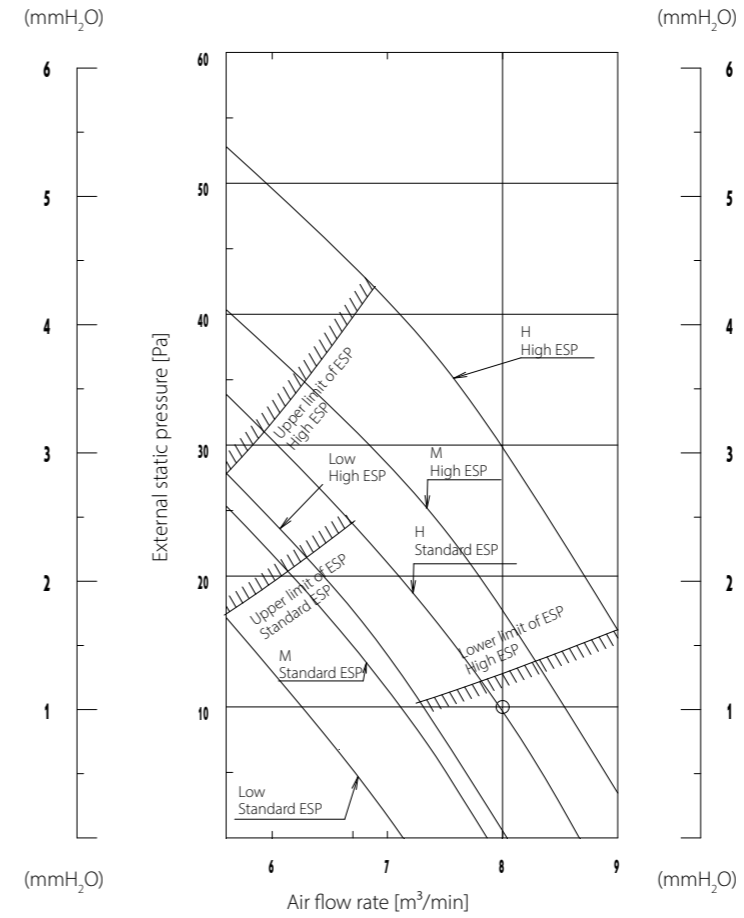 (mmH₂O)
(mmH₂O)
6
5
4
3
2
1
External static pressure [Pa]
60
50
40
30
20
10
H
High ESP
Upper limit of ESP
High ESP
Low
High ESP
M
High ESP
H
Standard ESP
Upper limit of ESP
Standard ESP
Lower limit of ESP
High ESP
M
Standard ESP
Low
Standard ESP
6
5
4
3
2
1
6
7
8
9
(mmH₂O)
Air flow rate [m³/min]
(mmH₂O)